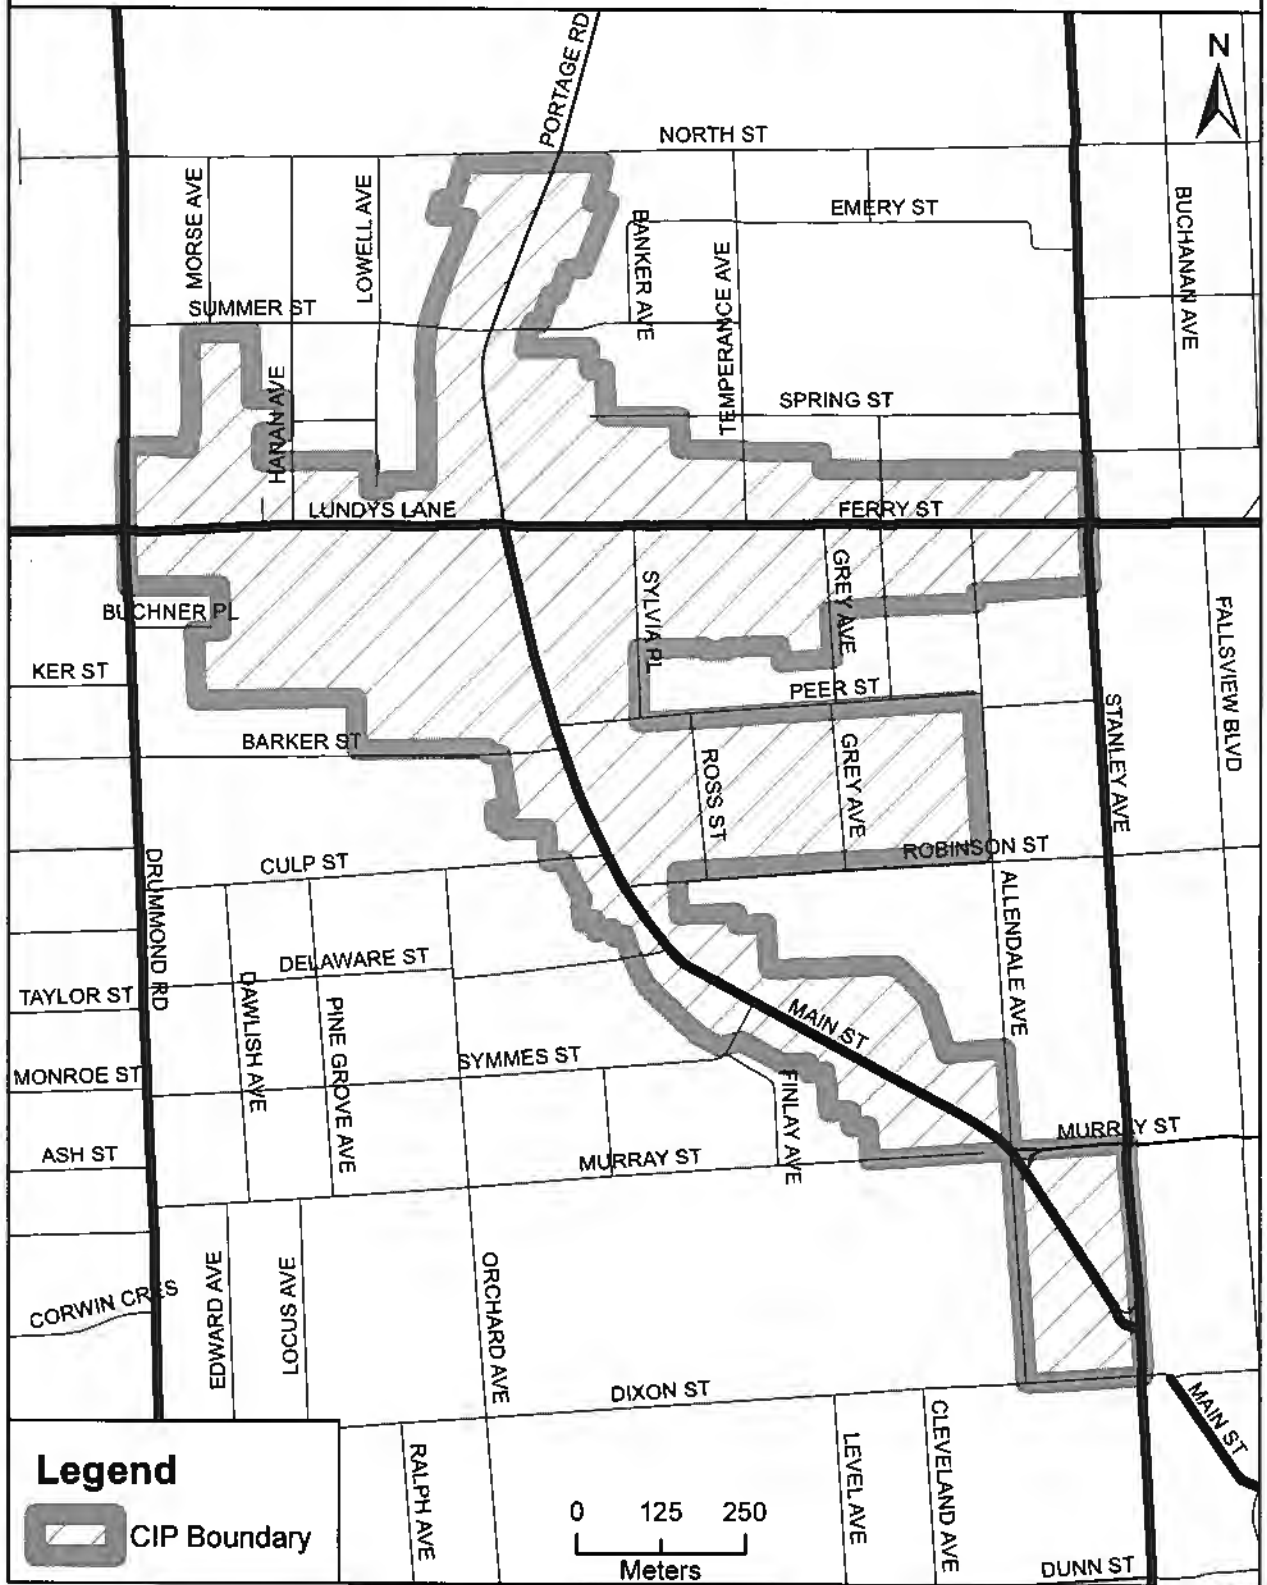 PORTAGE RD
N
NORTH ST
MORSE AVE
LOWELL AVE
BANKER AVE
EMERY ST
BUCHANAN AVE
TEMPERANCE AVE
SUMMER ST
HANAN AVE
SPRING ST
LUNDYS LANE
FERRY ST
SYLVIA PL
GREY AVE
BUCHNER PL
FALLSVIEW BLVD
KER ST
PEER ST
STANLEY AVE
BARKER ST
ROSS ST
GREY AVE
ROBINSON ST
CULP ST
DRUMMOND RD
ALLENDALE AVE
DELAWARE ST
TAYLOR ST
DAWLISH AVE
PINE GROVE AVE
MAIN ST
SYMMES ST
MONROE ST
FINLAY AVE
MURRAY ST
ASH ST
MURRAY ST
CORWIN CRES
EDWARD AVE
LOCUS AVE
ORCHARD AVE
DIXON ST
MAIN ST
RALPH AVE
LEVEL AVE
CLEVELAND AVE
Legend
CIP Boundary
0 125 250
Meters
DUNN ST